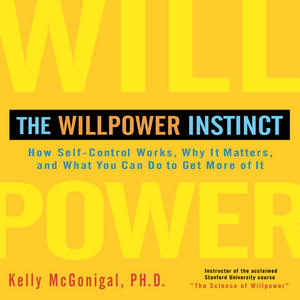 WILL
THE WILLPOWER INSTINCT
How Self-Control Works, Why It Matters,
and What You Can Do to Get More of It
POWER
Kelly McGonigal, PH.D.
Instructor of the acclaimed
Stanford University course
"The Science of Willpower"